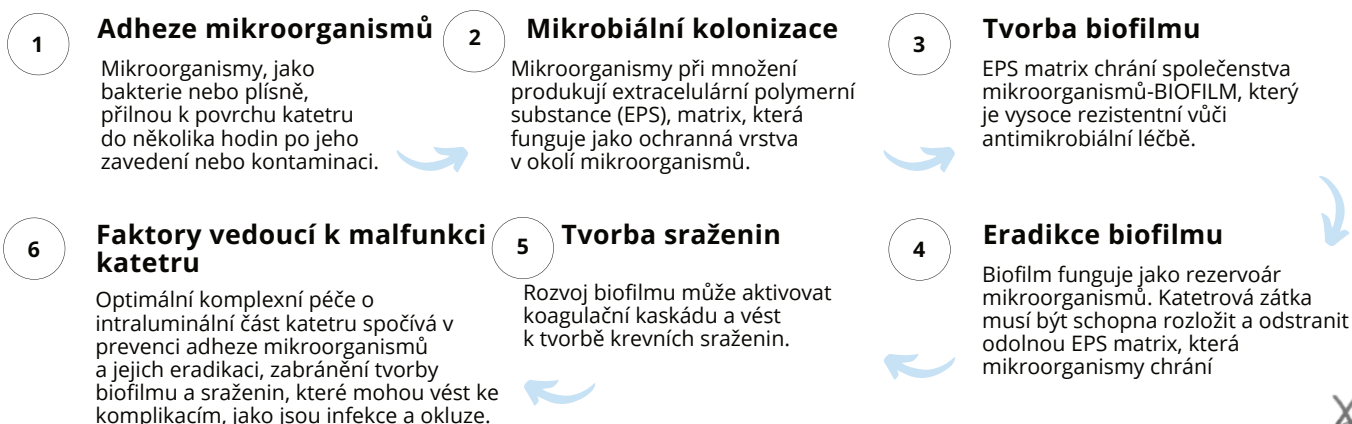 1
Adheze mikroorganismů
Mikroorganismy, jako
bakterie nebo plísně,
přilnou k povrchu katetru
do několika hodin po jeho
zavedení nebo kontaminaci.
2
Mikrobiální kolonizace
Mikroorganismy při množení
produkují extracelulární polymerní
substance (EPS), matrix, která
funguje jako ochranná vrstva
v okolí mikroorganismů.
3
Tvorba biofilmu
EPS matrix chrání společenstva
mikroorganismů-BIOFILM, který
je vysoce rezistentní vůči
antimikrobiální léčbě.
4
Eradikce biofilmu
Biofilm funguje jako rezervoár
mikroorganismů. Katetrová zátka
musí být schopna rozložit a odstranit
odolnou EPS matrix, která
mikroorganismy chrání
5
Tvorba sraženin
Rozvoj biofilmu může aktivovat
koagulační kaskádu a vést
k tvorbě krevních sraženin.
6
Faktory vedoucí k malfunkci
katetru
Optimální komplexní péče o
intraluminální část katetru spočívá v
prevenci adheze mikroorganismů
a jejich eradikaci, zabránění tvorby
biofilmu a sraženin, které mohou vést ke
komplikacím, jako jsou infekce a okluze.